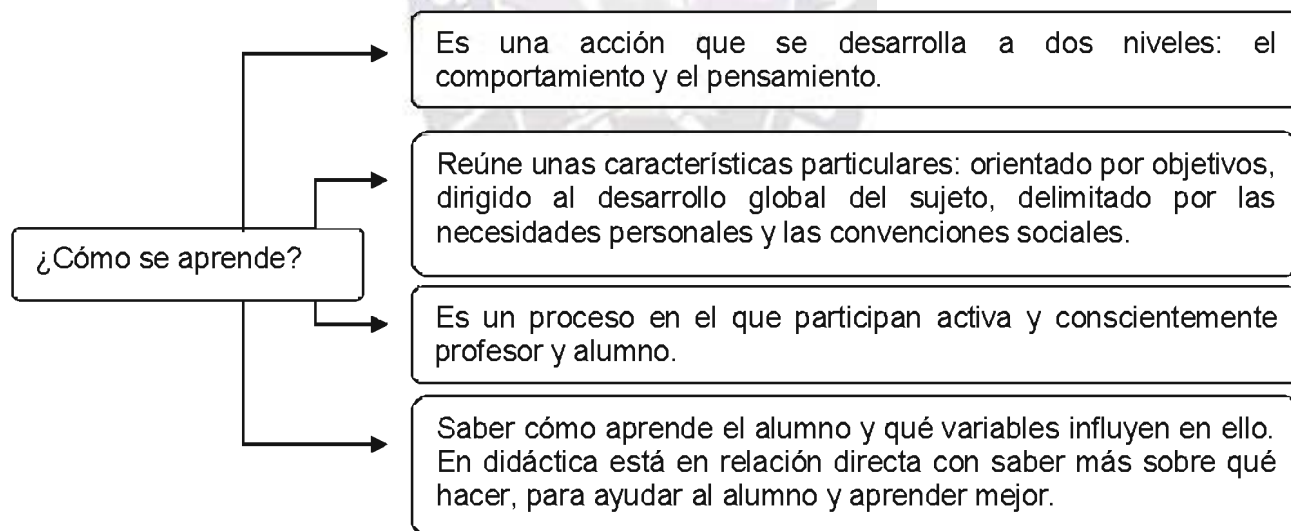 Es una acción que se desarrolla a dos niveles: el
comportamiento y el pensamiento.
Reúne unas características particulares: orientado por objetivos,
dirigido al desarrollo global del sujeto, delimitado por las
necesidades personales y las convenciones sociales.
¿Cómo se aprende?
Es un proceso en el que participan activa y conscientemente
profesor y alumno.
Saber cómo aprende el alumno y qué variables influyen en ello.
En didáctica está en relación directa con saber más sobre qué
hacer, para ayudar al alumno y aprender mejor.